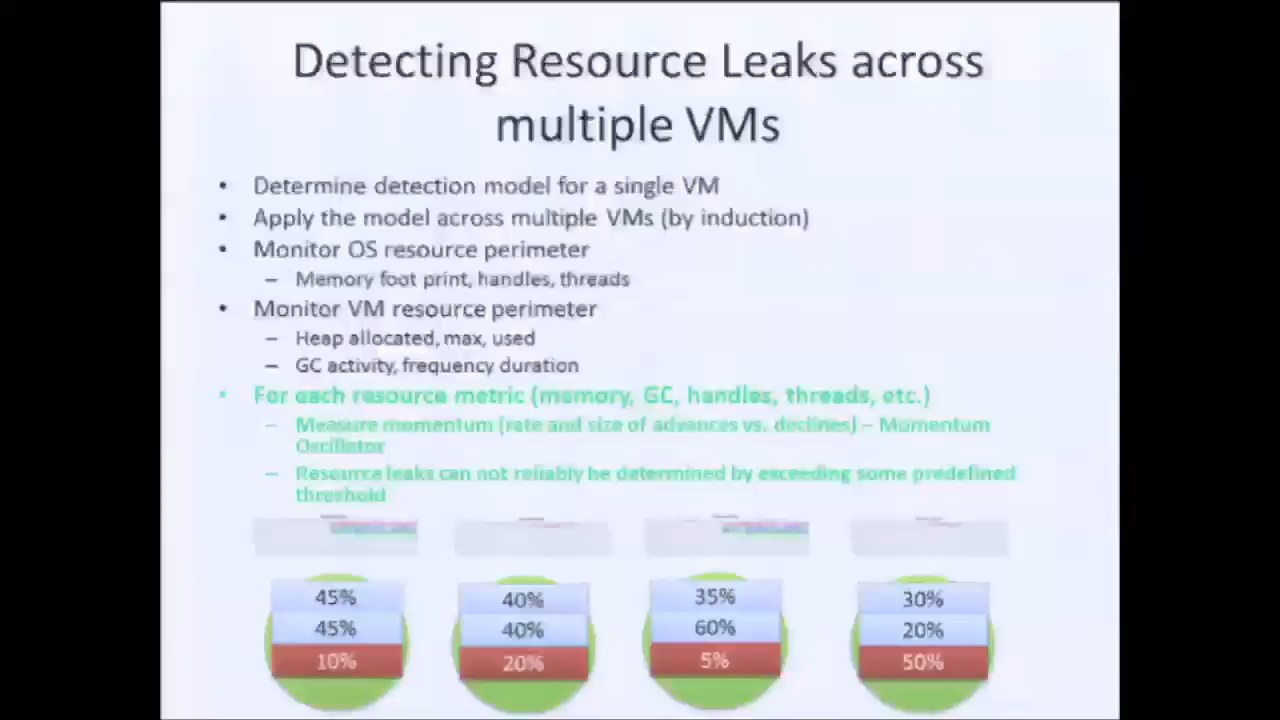 Detecting Resource Leaks across
multiple VMs
• Determine detection model for a single VM
• Apply the model across multiple VMs (by induction)
• Monitor OS resource perimeter
– Memory foot print, handles, threads
• Monitor VM resource perimeter
– Heap allocated, max, used
– GC activity, frequency duration
• For each resource metric (memory, GC, handles, threads, etc.)
– Measure momentum (rate and size of advances vs. declines) – Momentum
Oscillator
– Resource leaks can not reliably be determined by exceeding some predefined
threshold
45% 40% 35% 30%
45% 40% 60% 20%
10% 20% 5% 50%